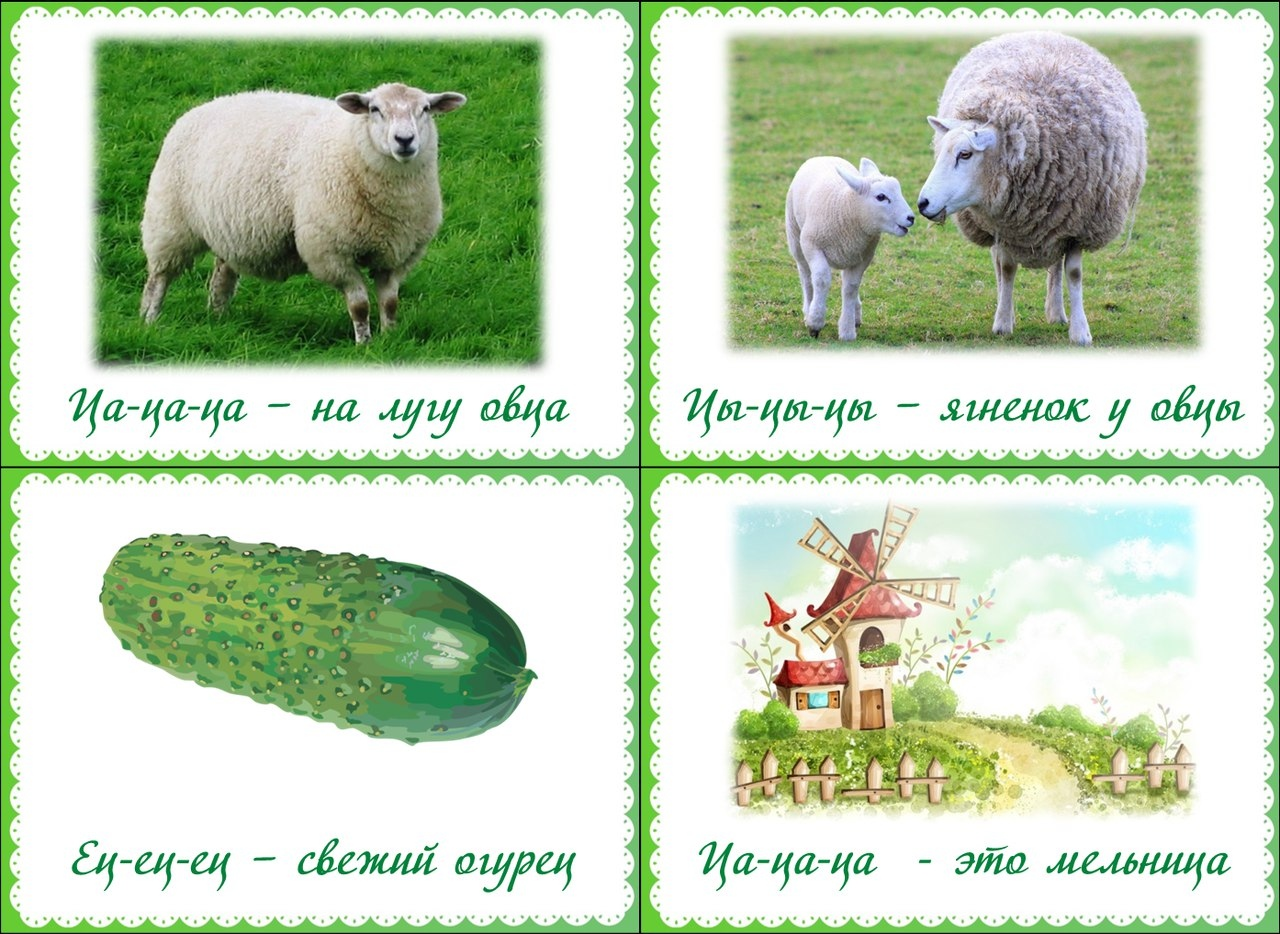 Ца-ца-ца – на лугу овца
Цы-цы-цы – ягненок у овцы
Ец-ец-ец – свежий огурец
Ца-ца-ца - это мельница